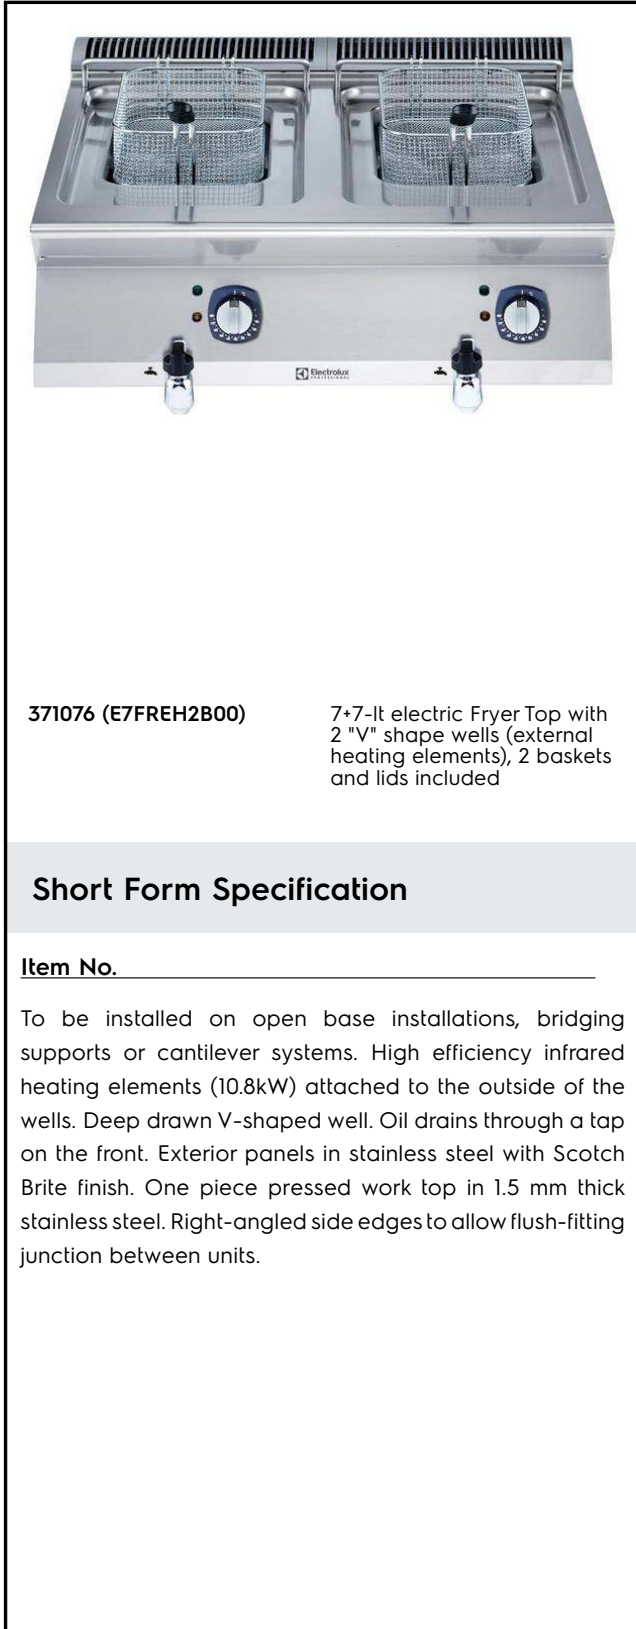 Electrolux
PROFESSIONAL
371076 (E7FREH2B00)
7+7-lt electric Fryer Top with
2 "V" shape wells (external
heating elements), 2 baskets
and lids included
Short Form Specification
Item No.
To be installed on open base installations, bridging
supports or cantilever systems. High efficiency infrared
heating elements (10.8kW) attached to the outside of the
wells. Deep drawn V-shaped well. Oil drains through a tap
on the front. Exterior panels in stainless steel with Scotch
Brite finish. One piece pressed work top in 1.5 mm thick
stainless steel. Right-angled side edges to allow flush-fitting
junction between units.